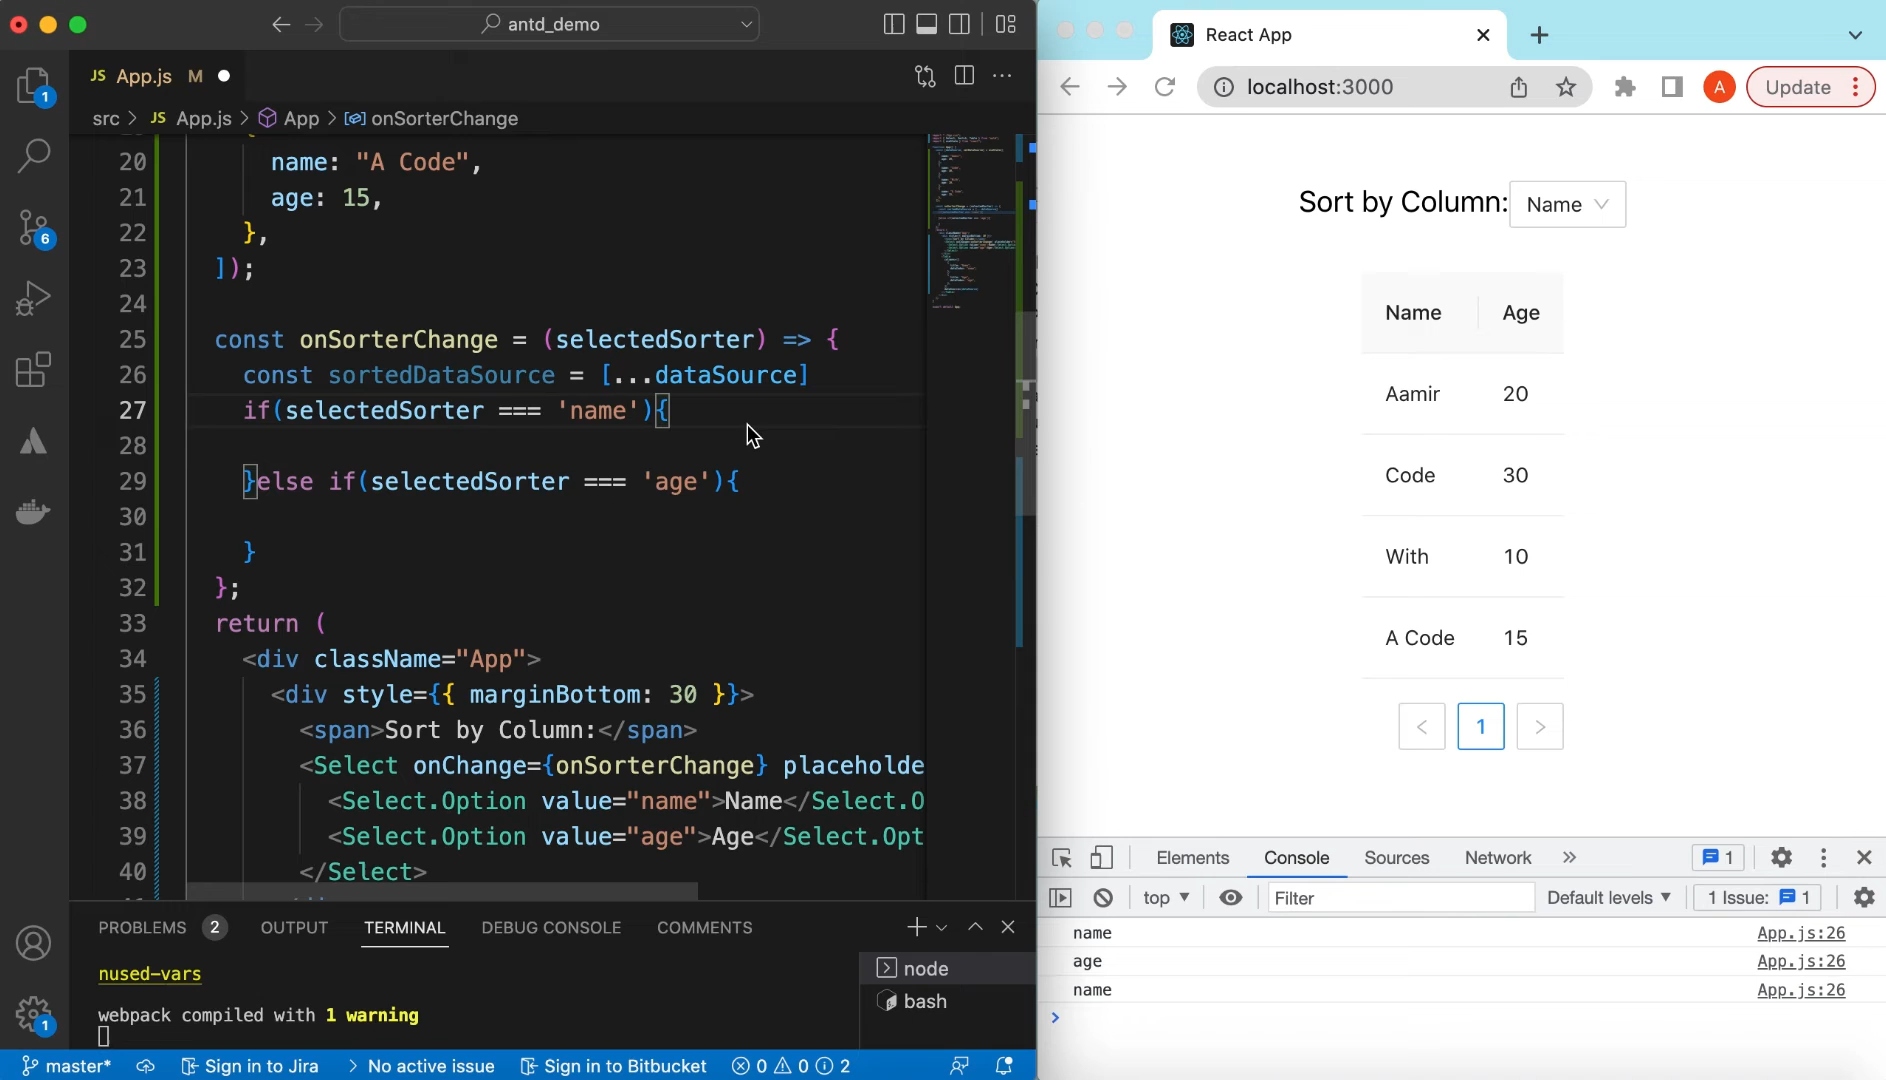 antd_demo
JS App.js M
src > JS App.js > App > onSorterChange
20 name: "A Code",
21 age: 15,
22 },
23 ]);
24
25 const onSorterChange = (selectedSorter) => {
26 const sortedDataSource = [...dataSource]
27 if(selectedSorter === 'name'){
28
29 }else if(selectedSorter === 'age'){
30
31 }
32 };
33 return (
34 <div className="App">
35 <div style={{ marginBottom: 30 }}>
36 <span>Sort by Column:</span>
37 <Select onChange={onSorterChange} placeholde
38 <Select.Option value="name">Name</Select.O
39 <Select.Option value="age">Age</Select.Opt
40 </Select>
1
6
1
PROBLEMS 2 OUTPUT TERMINAL DEBUG CONSOLE COMMENTS
nused-vars
webpack compiled with 1 warning
node
bash
master* Sign in to Jira > No active issue Sign in to Bitbucket 0 0 2
React App
localhost:3000
A
Update
Sort by Column: Name
Name Age
Aamir 20
Code 30
With 10
A Code 15
< 1 >
Elements Console Sources Network » 1
top Filter Default levels 1 Issue: 1
name App.js:26
age App.js:26
name App.js:26
>